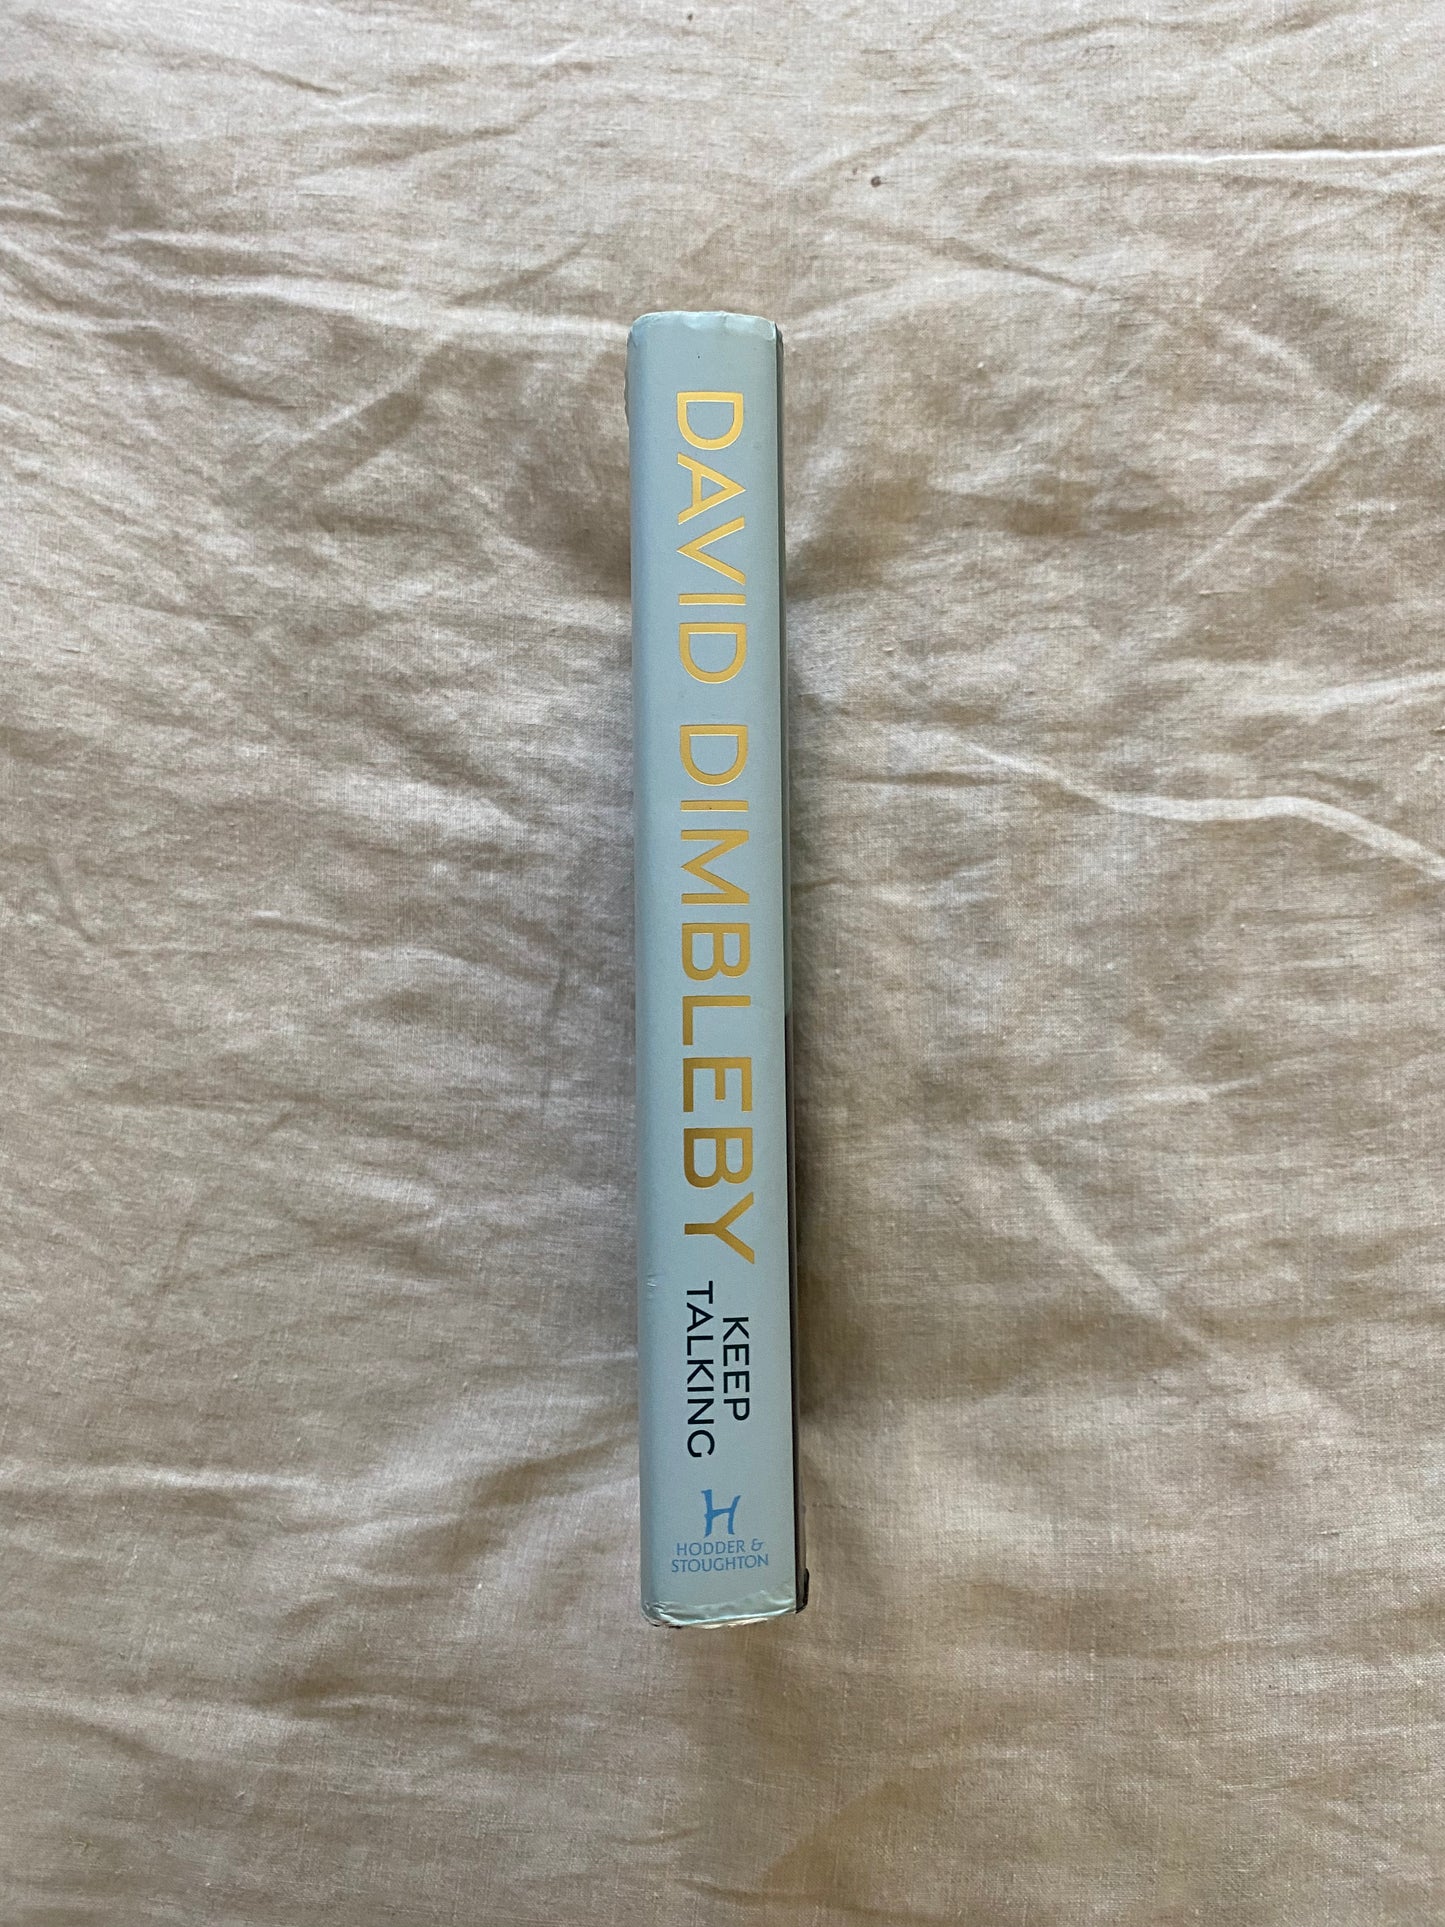 DAVID DIMBLEBY
KEEP
TALKING
H
HODDER &
STOUGHTON